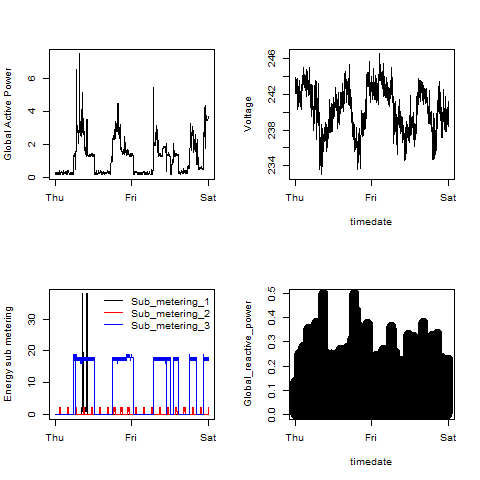 Global Active Power
6
4
2
0
Thu Fri Sat
Voltage
246
242
238
234
Thu Fri Sat
timedate
Energy sub metering
30
20
10
0
Sub_metering_1
Sub_metering_2
Sub_metering_3
Thu Fri Sat
Global_reactive_power
0.5
0.4
0.3
0.2
0.1
0.0
Thu Fri Sat
timedate